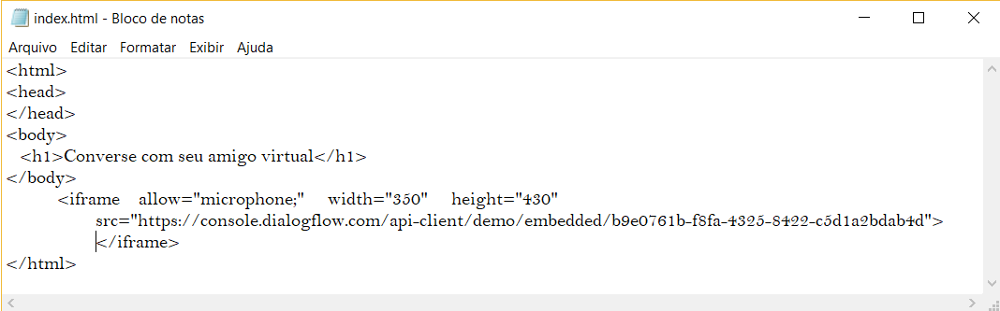 index.html - Bloco de notas
Arquivo Editar Formatar Exibir Ajuda
<html>
<head>
</head>
<body>
<h1>Converse com seu amigo virtual</h1>
</body>
<iframe allow="microphone;" width="350" height="430"
src="https://console.dialogflow.com/api-client/demo/embedded/b9e0761b-f8fa-4325-8422-c5d1a2bdab4d">
</iframe>
</html>